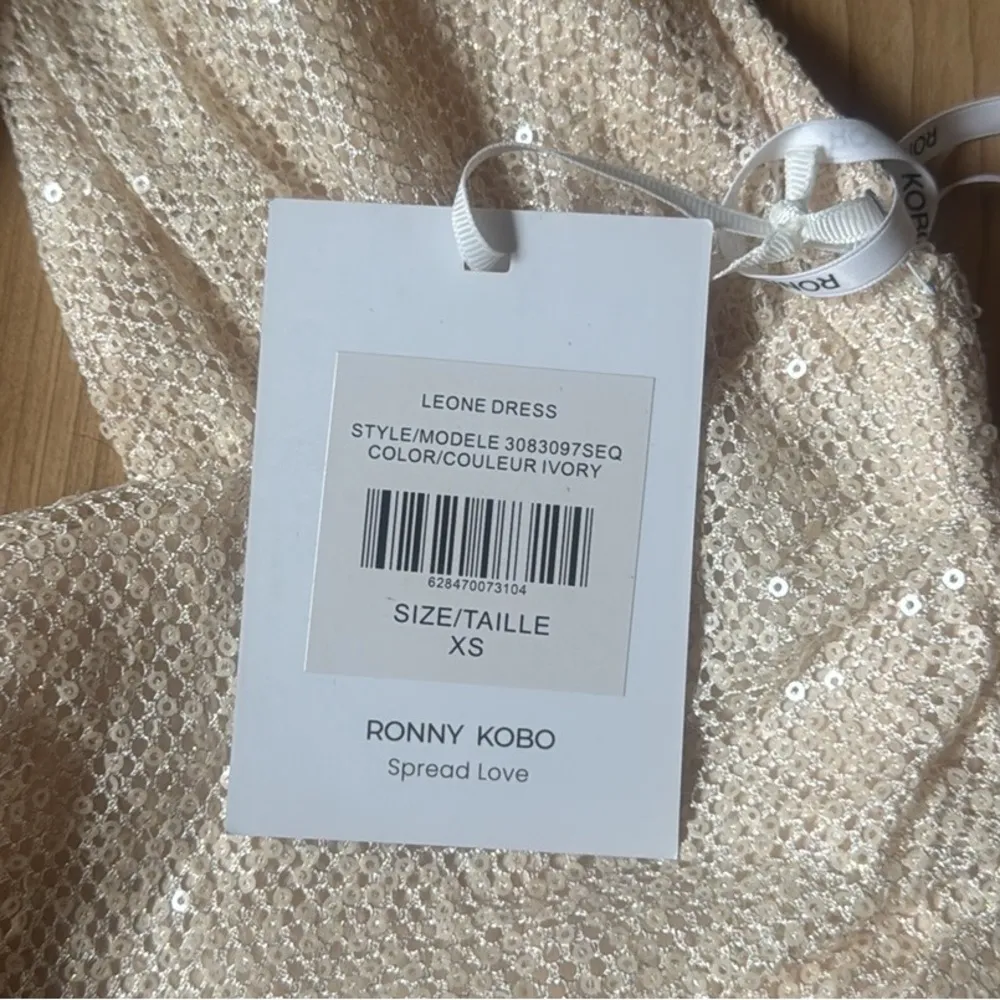 LEONE DRESS
STYLE/MODELE 3083097SEQ
COLOR/COULEUR IVORY
628470073104
SIZE/TAILLE
XS
RONNY KOBO
Spread Love